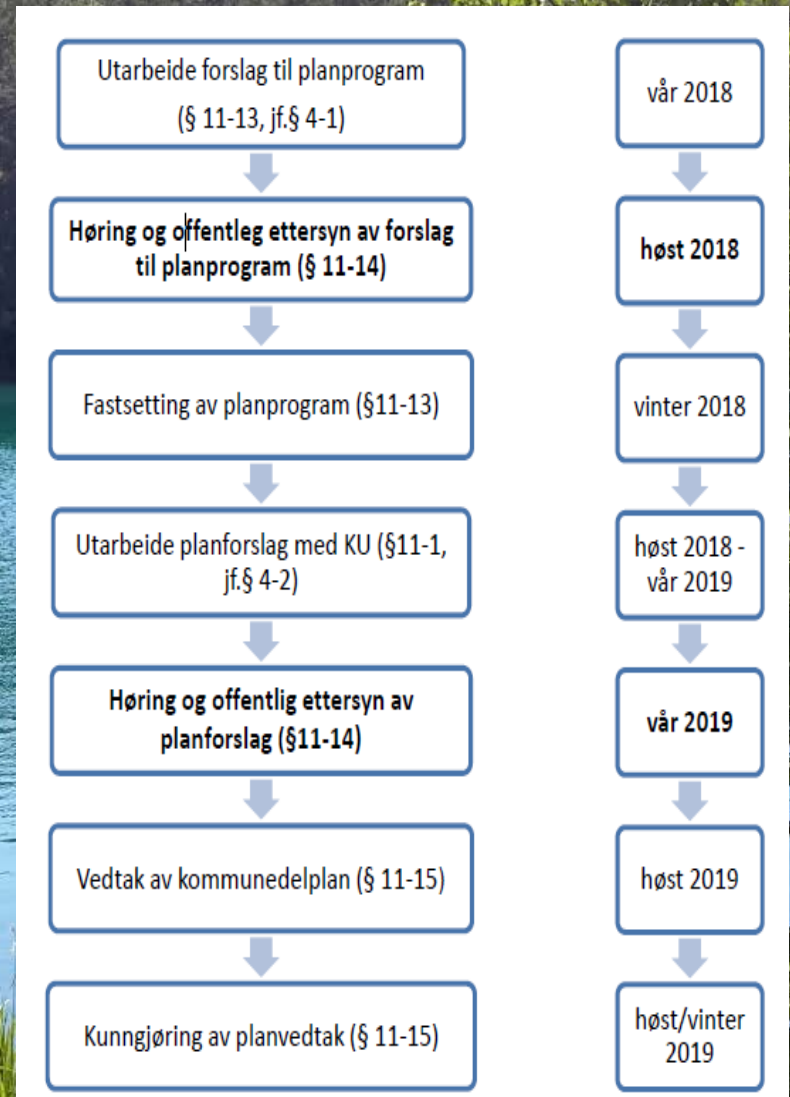 Utarbeide forslag til planprogram
(§ 11-13, jf.§ 4-1)
vår 2018
Høring og offentleg ettersyn av forslag
til planprogram (§ 11-14)
høst 2018
Fastsetting av planprogram (§11-13)
vinter 2018
Utarbeide planforslag med KU (§11-1,
jf.§ 4-2)
høst 2018 -
vår 2019
Høring og offentlig ettersyn av
planforslag (§11-14)
vår 2019
Vedtak av kommunedelplan (§ 11-15)
høst 2019
Kunngjøring av planvedtak (§ 11-15)
høst/vinter
2019